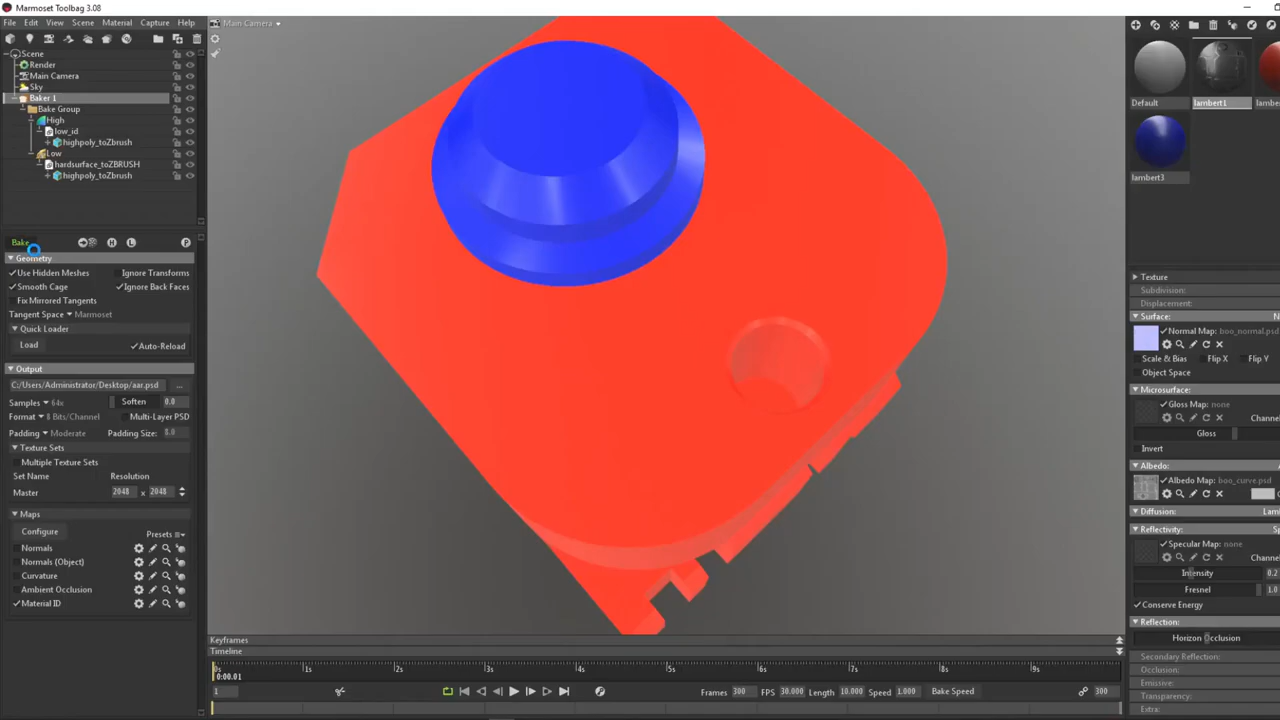 Marmoset Toolbag 3.08
File Edit View Scene Material Capture Help
Main Camera
Scene
Render
Main Camera
Sky
Baker 1
Bake Group
High
low_id
highpoly_toZbrush
Low
hardsurface_toZBRUSH
highpoly_toZbrush
Bake H L P
Geometry
Use Hidden Meshes Ignore Transforms
Smooth Cage Ignore Back Faces
Fix Mirrored Tangents
Tangent Space Marmoset
Quick Loader
Load Auto-Reload
Output
C:/Users/Administrator/Desktop/aar.psd ...
Samples 64x Soften 0.0
Format 8 Bits/Channel Multi-Layer PSD
Padding Moderate Padding Size: 8.0
Texture Sets
Multiple Texture Sets
Set Name Resolution
Master 2048 x 2048
Maps
Configure Presets
Normals
Normals (Object)
Curvature
Ambient Occlusion
Material ID
Keyframes
Timeline
0s 1s 2s 3s 4s 5s 6s 7s 8s 9s
0:00.01
1 Frames 300 FPS 30.000 Length 10.000 Speed 1.000 Bake Speed 300
Default lambert1 lamber
lambert3
Texture
Subdivision:
Displacement:
Surface: N
Normal Map: boo_normal.psd
Scale & Bias Flip X Flip Y
Object Space
Microsurface:
Gloss Map: none
Channel
Gloss
Invert
Albedo:
Albedo Map: boo_curve.psd
Diffusion: Lam
Reflectivity: Sp
Specular Map: none
Channel
Intensity 0.2
Fresnel 1.0
Conserve Energy
Reflection:
Horizon Occlusion
Secondary Reflection:
Occlusion:
Emissive:
Transparency:
Extra: